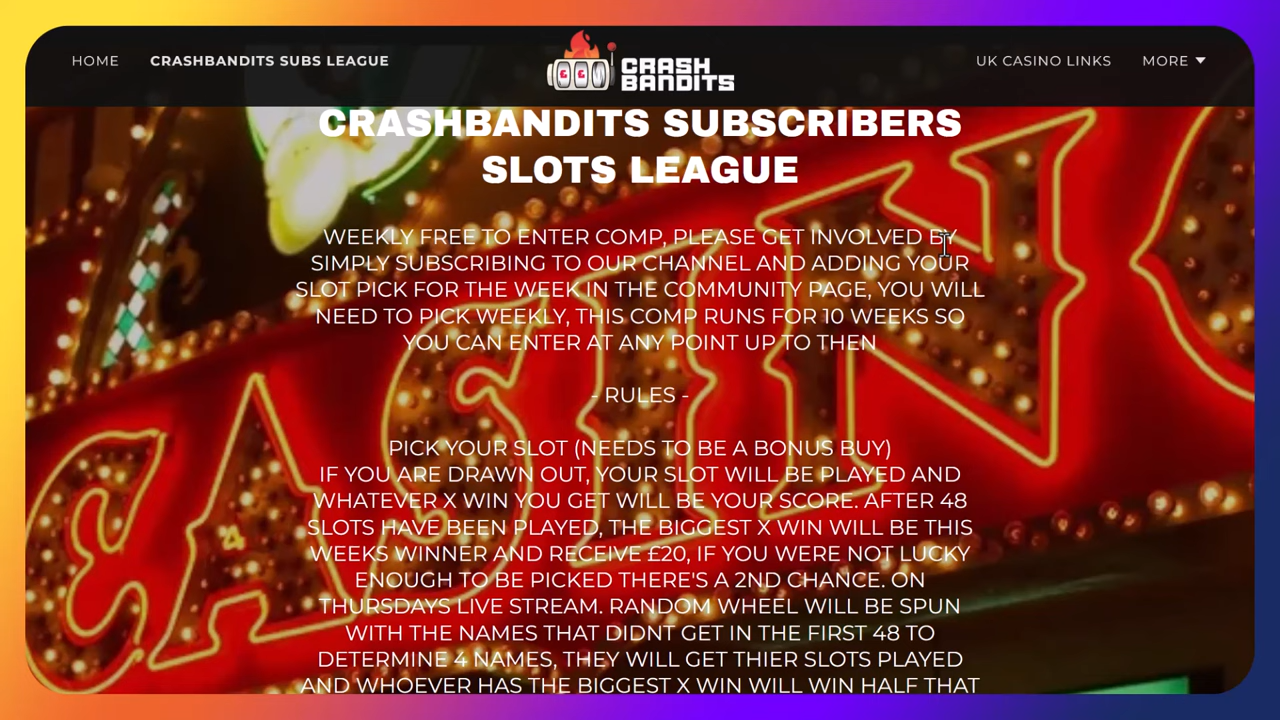 HOME
CRASHBANDITS SUBS LEAGUE
CRASH
BANDITS
UK CASINO LINKS
MORE
CRASHBANDITS SUBSCRIBERS
SLOTS LEAGUE
WEEKLY FREE TO ENTER COMP, PLEASE GET INVOLVED BY
SIMPLY SUBSCRIBING TO OUR CHANNEL AND ADDING YOUR
SLOT PICK FOR THE WEEK IN THE COMMUNITY PAGE, YOU WILL
NEED TO PICK WEEKLY, THIS COMP RUNS FOR 10 WEEKS SO
YOU CAN ENTER AT ANY POINT UP TO THEN
- RULES -
PICK YOUR SLOT (NEEDS TO BE A BONUS BUY)
IF YOU ARE DRAWN OUT, YOUR SLOT WILL BE PLAYED AND
WHATEVER X WIN YOU GET WILL BE YOUR SCORE. AFTER 48
SLOTS HAVE BEEN PLAYED, THE BIGGEST X WIN WILL BE THIS
WEEKS WINNER AND RECEIVE £20, IF YOU WERE NOT LUCKY
ENOUGH TO BE PICKED THERE'S A 2ND CHANCE. ON
THURSDAYS LIVE STREAM. RANDOM WHEEL WILL BE SPUN
WITH THE NAMES THAT DIDNT GET IN THE FIRST 48 TO
DETERMINE 4 NAMES, THEY WILL GET THIER SLOTS PLAYED
AND WHOEVER HAS THE BIGGEST X WIN WILL WIN HALF THAT
CASINO